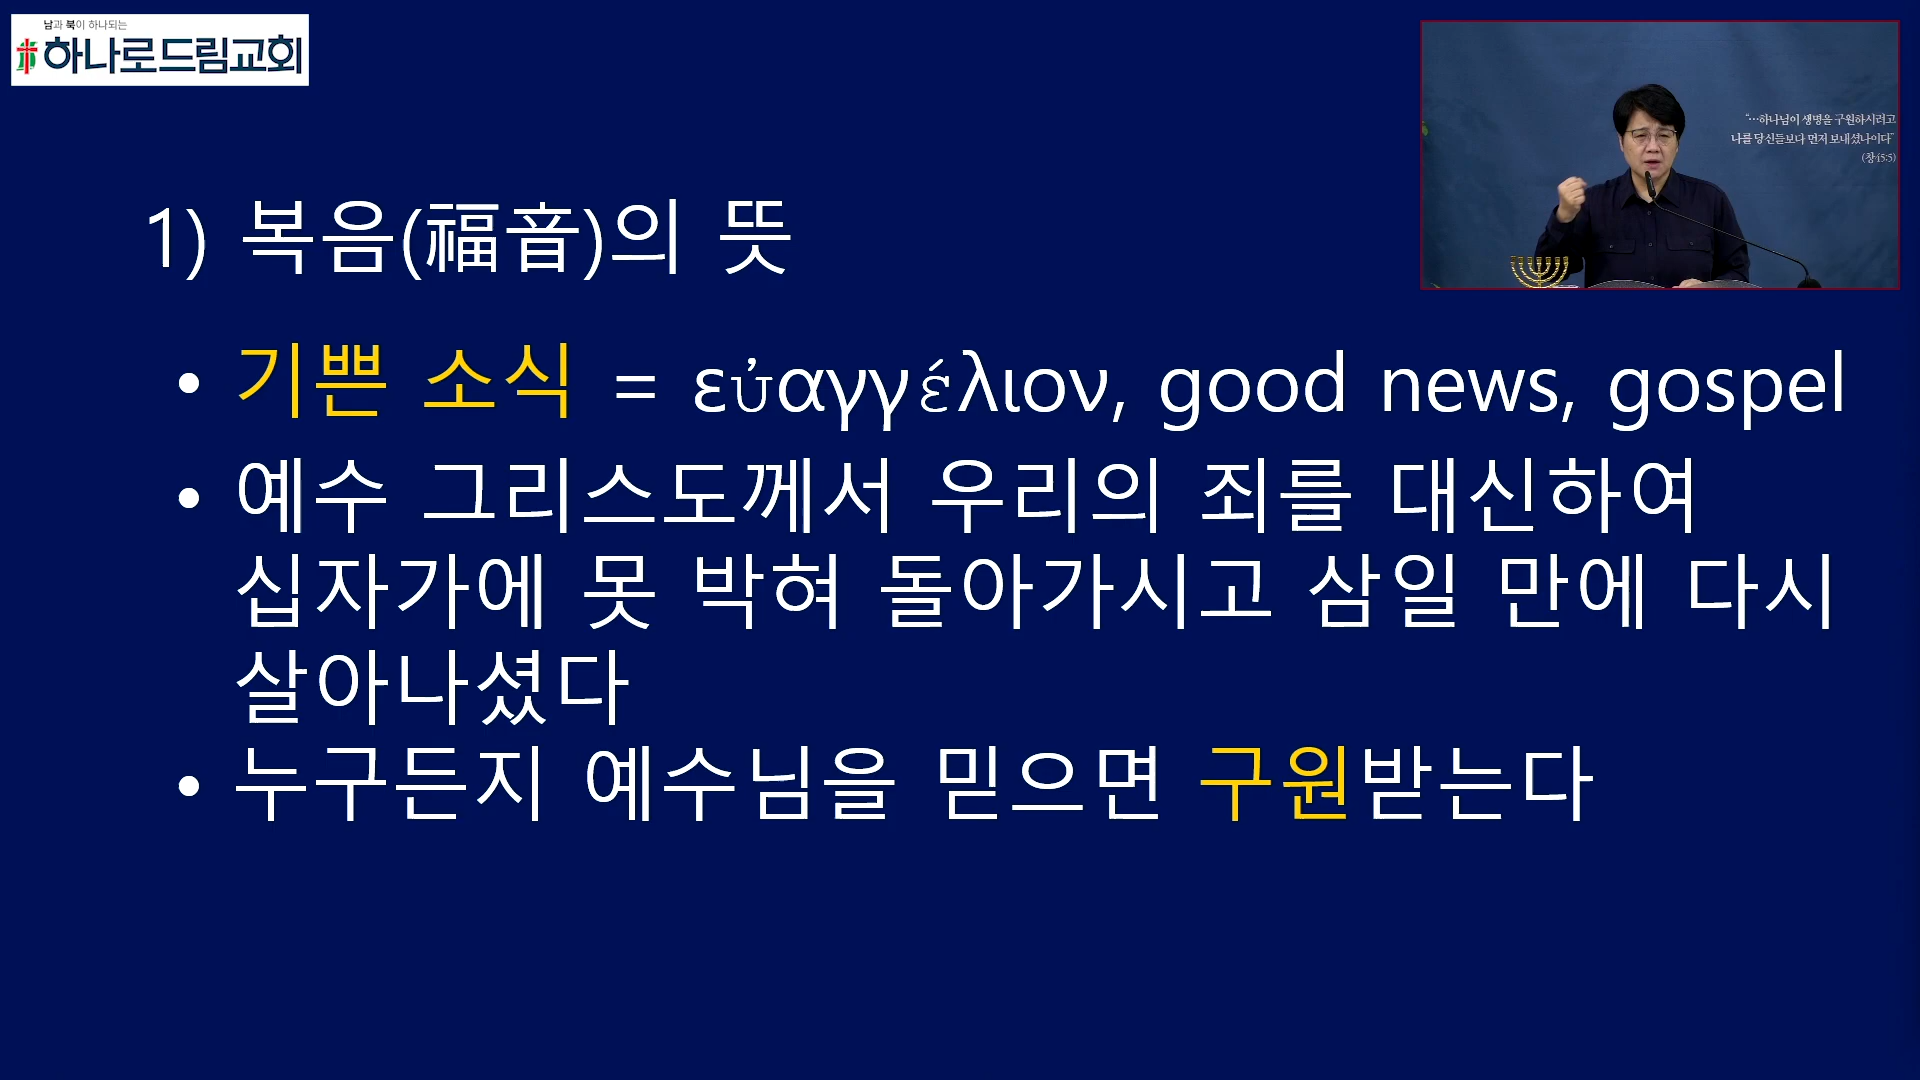 남과 북이 하나되는
하나로드림교회
"…하나님이 생명을 구원하시려고
나를 당신들보다 먼저 보내셨나이다"
(창45:5)
1) 복음(福音)의 뜻
• 기쁜 소식 = εὐαγγέλιον, good news, gospel
• 예수 그리스도께서 우리의 죄를 대신하여
십자가에 못 박혀 돌아가시고 삼일 만에 다시
살아나셨다
• 누구든지 예수님을 믿으면 구원받는다